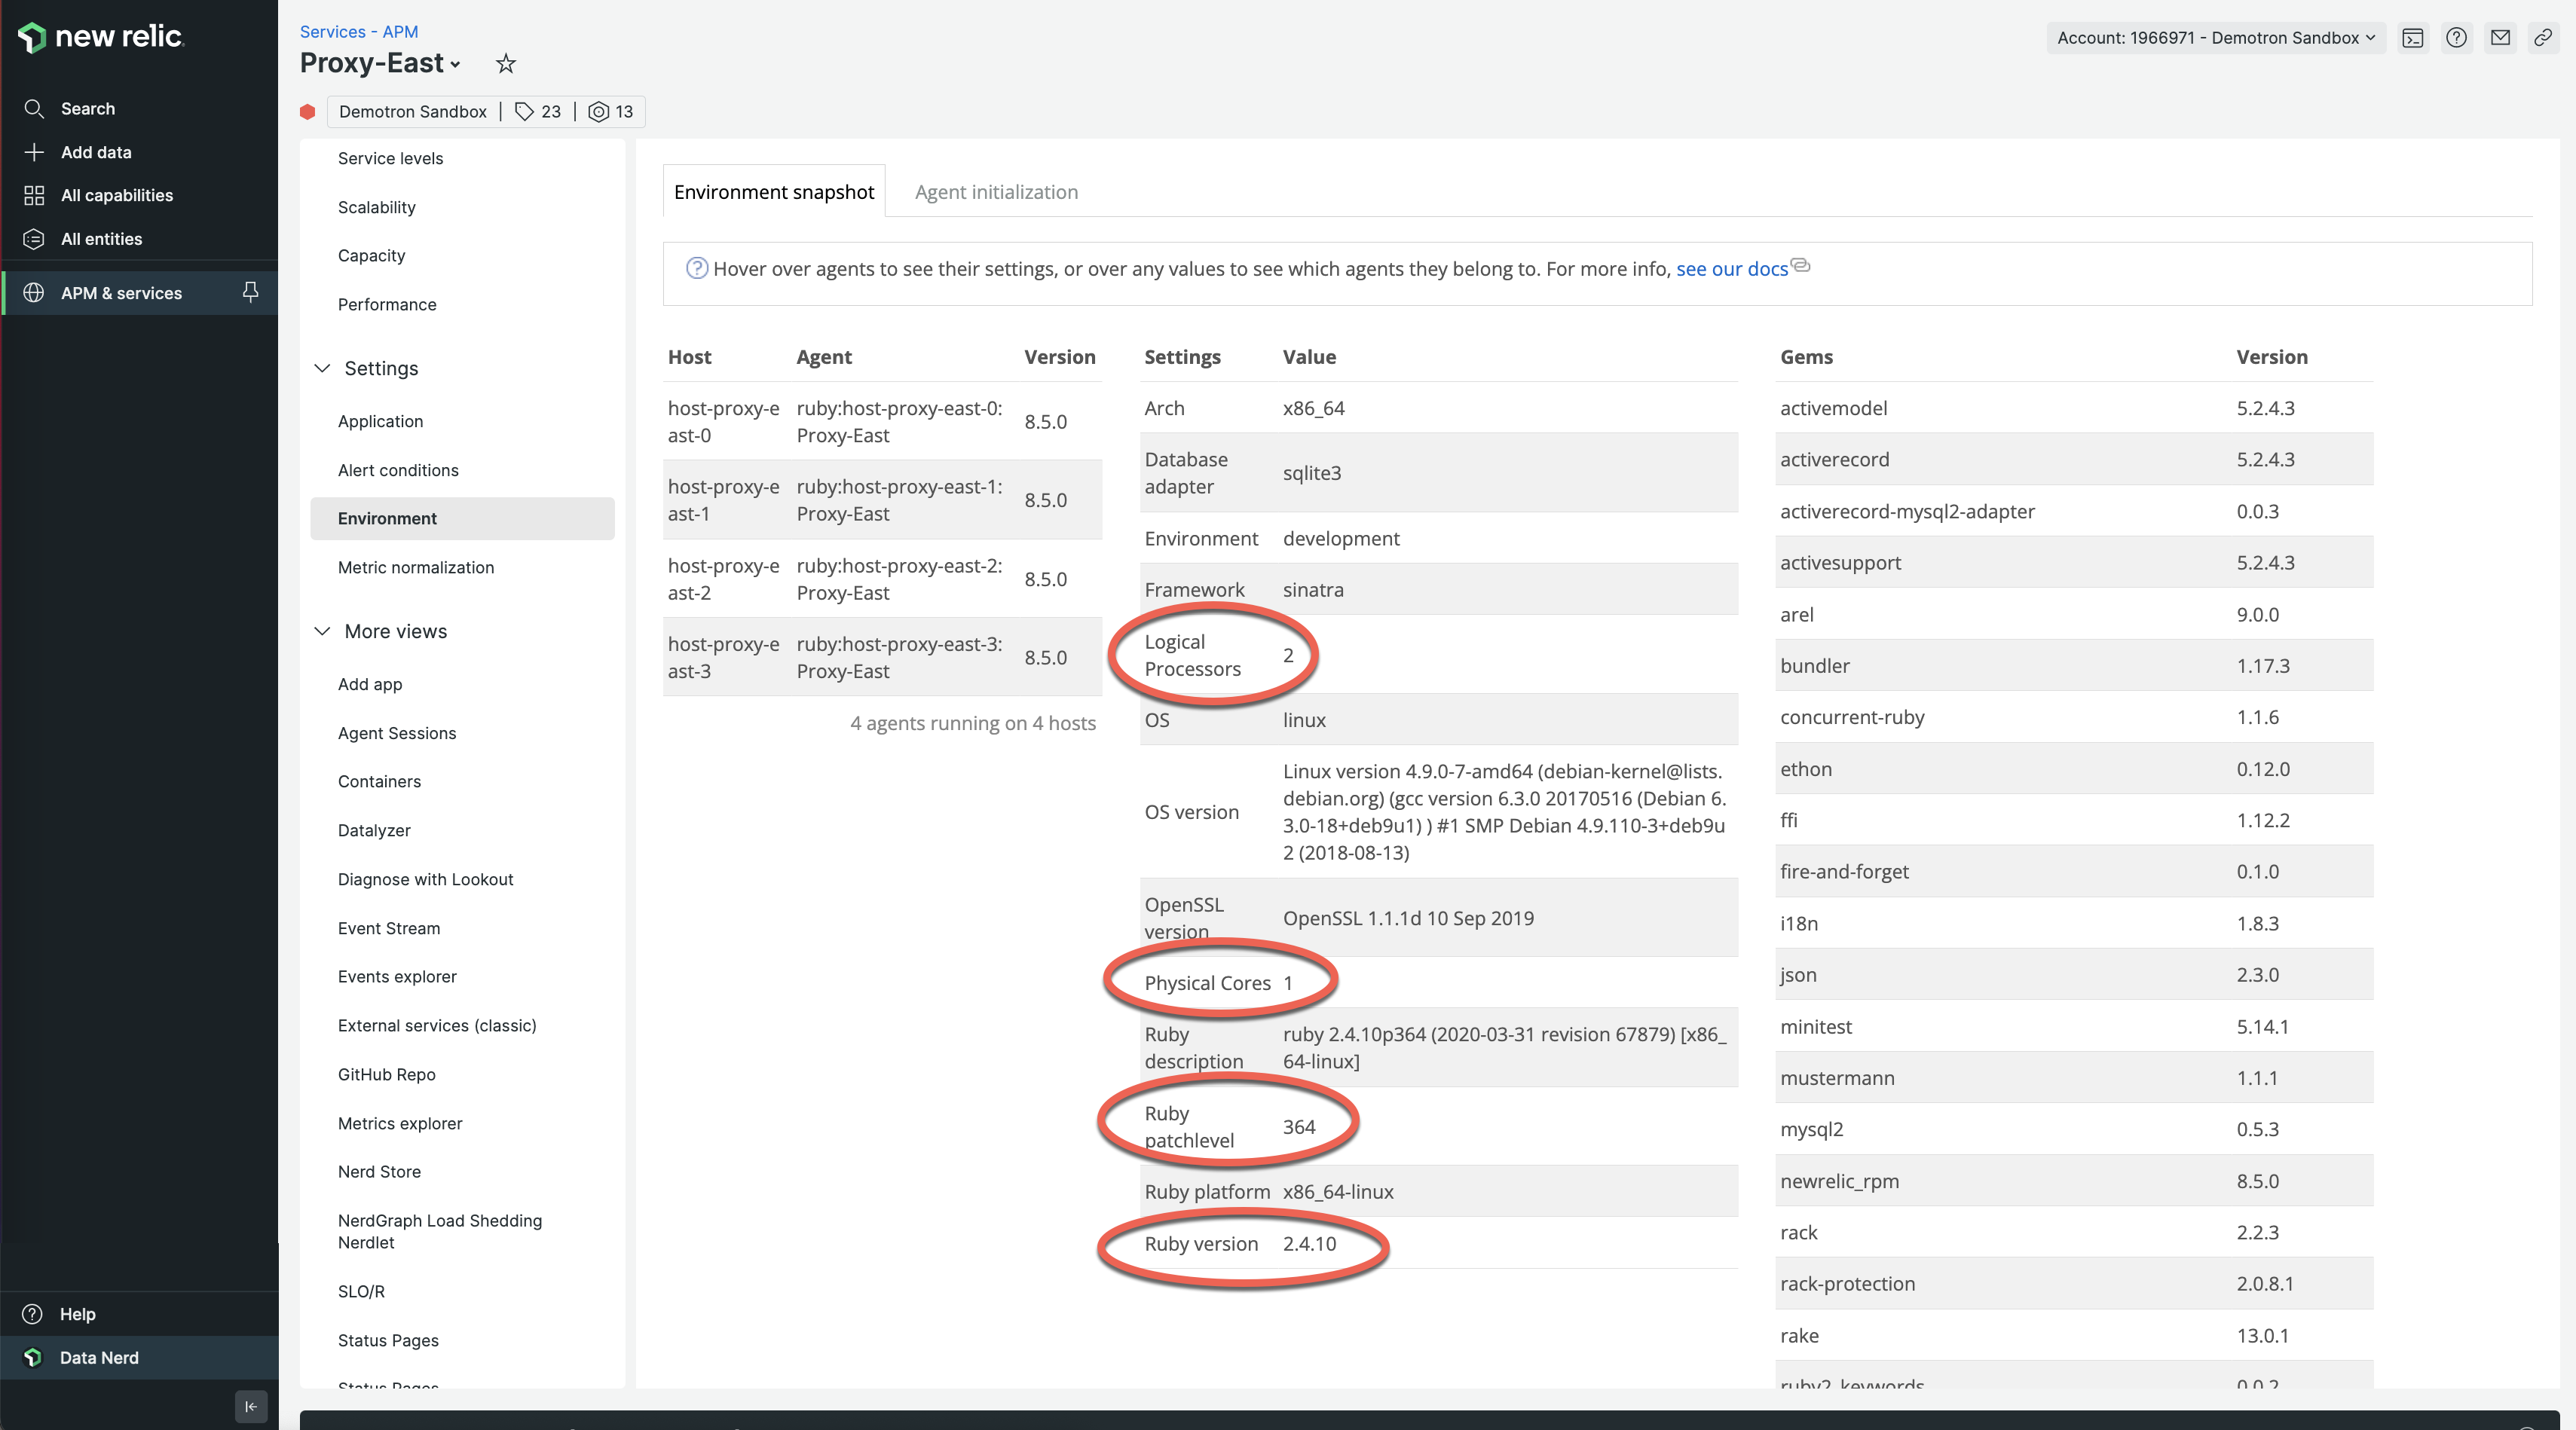 new relic.
Search
Add data
All capabilities
All entities
APM & services
Help
Data Nerd
Services - APM
Proxy-East
Account: 1966971 - Demotron Sandbox
Demotron Sandbox | 23 | 13
Service levels
Scalability
Capacity
Performance
Settings
Application
Alert conditions
Environment
Metric normalization
More views
Add app
Agent Sessions
Containers
Datalyzer
Diagnose with Lookout
Event Stream
Events explorer
External services (classic)
GitHub Repo
Metrics explorer
Nerd Store
NerdGraph Load Shedding
Nerdlet
SLO/R
Status Pages
Status Pages
Environment snapshot
Agent initialization
Hover over agents to see their settings, or over any values to see which agents they belong to. For more info, see our docs
Host Agent Version
host-proxy-e ruby:host-proxy-east-0:
ast-0 Proxy-East 8.5.0
host-proxy-e ruby:host-proxy-east-1:
ast-1 Proxy-East 8.5.0
host-proxy-e ruby:host-proxy-east-2:
ast-2 Proxy-East 8.5.0
host-proxy-e ruby:host-proxy-east-3:
ast-3 Proxy-East 8.5.0
4 agents running on 4 hosts
Settings Value
Arch x86_64
Database
adapter sqlite3
Environment development
Framework sinatra
Logical
Processors 2
OS linux
OS version Linux version 4.9.0-7-amd64 (debian-kernel@lists.
debian.org) (gcc version 6.3.0 20170516 (Debian 6.
3.0-18+deb9u1) ) #1 SMP Debian 4.9.110-3+deb9u
2 (2018-08-13)
OpenSSL
version OpenSSL 1.1.1d 10 Sep 2019
Physical Cores 1
Ruby ruby 2.4.10p364 (2020-03-31 revision 67879) [x86_
description 64-linux]
Ruby
patchlevel 364
Ruby platform x86_64-linux
Ruby version 2.4.10
Gems Version
activemodel 5.2.4.3
activerecord 5.2.4.3
activerecord-mysql2-adapter 0.0.3
activesupport 5.2.4.3
arel 9.0.0
bundler 1.17.3
concurrent-ruby 1.1.6
ethon 0.12.0
ffi 1.12.2
fire-and-forget 0.1.0
i18n 1.8.3
json 2.3.0
minitest 5.14.1
mustermann 1.1.1
mysql2 0.5.3
newrelic_rpm 8.5.0
rack 2.2.3
rack-protection 2.0.8.1
rake 13.0.1
ruby2_keywords 0.0.2